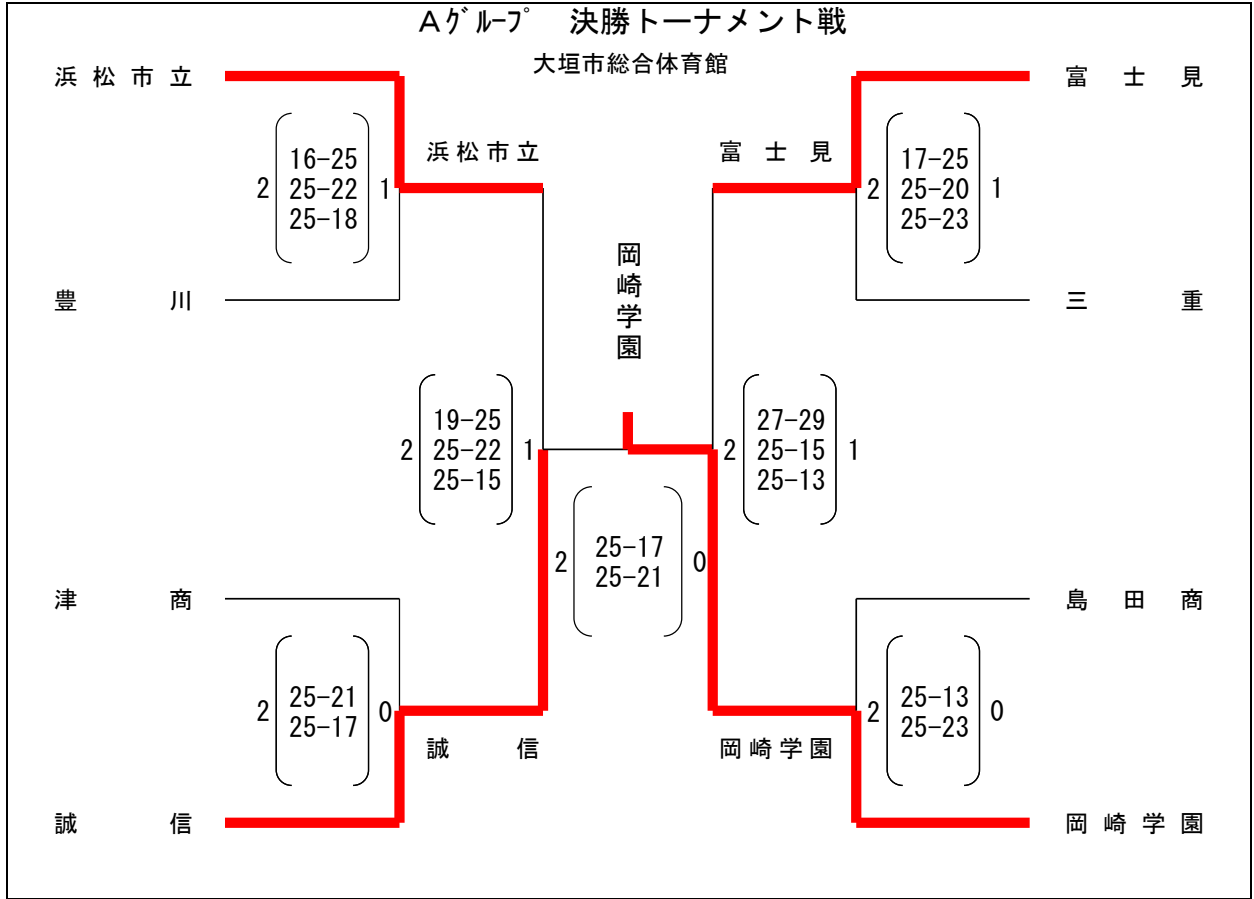 Aグループ 決勝トーナメント戦
大垣市総合体育館
浜松市立
富士見
浜松市立
富士見
2 16-25 1
25-22
25-18
2 17-25 1
25-20
25-23
豊川
三重
岡崎学園
2 19-25 1
25-22
25-15
2 27-29 1
25-15
25-13
2 25-17 0
25-21
津商
島田商
2 25-21 0
25-17
2 25-13 0
25-23
誠信
岡崎学園
誠信
岡崎学園